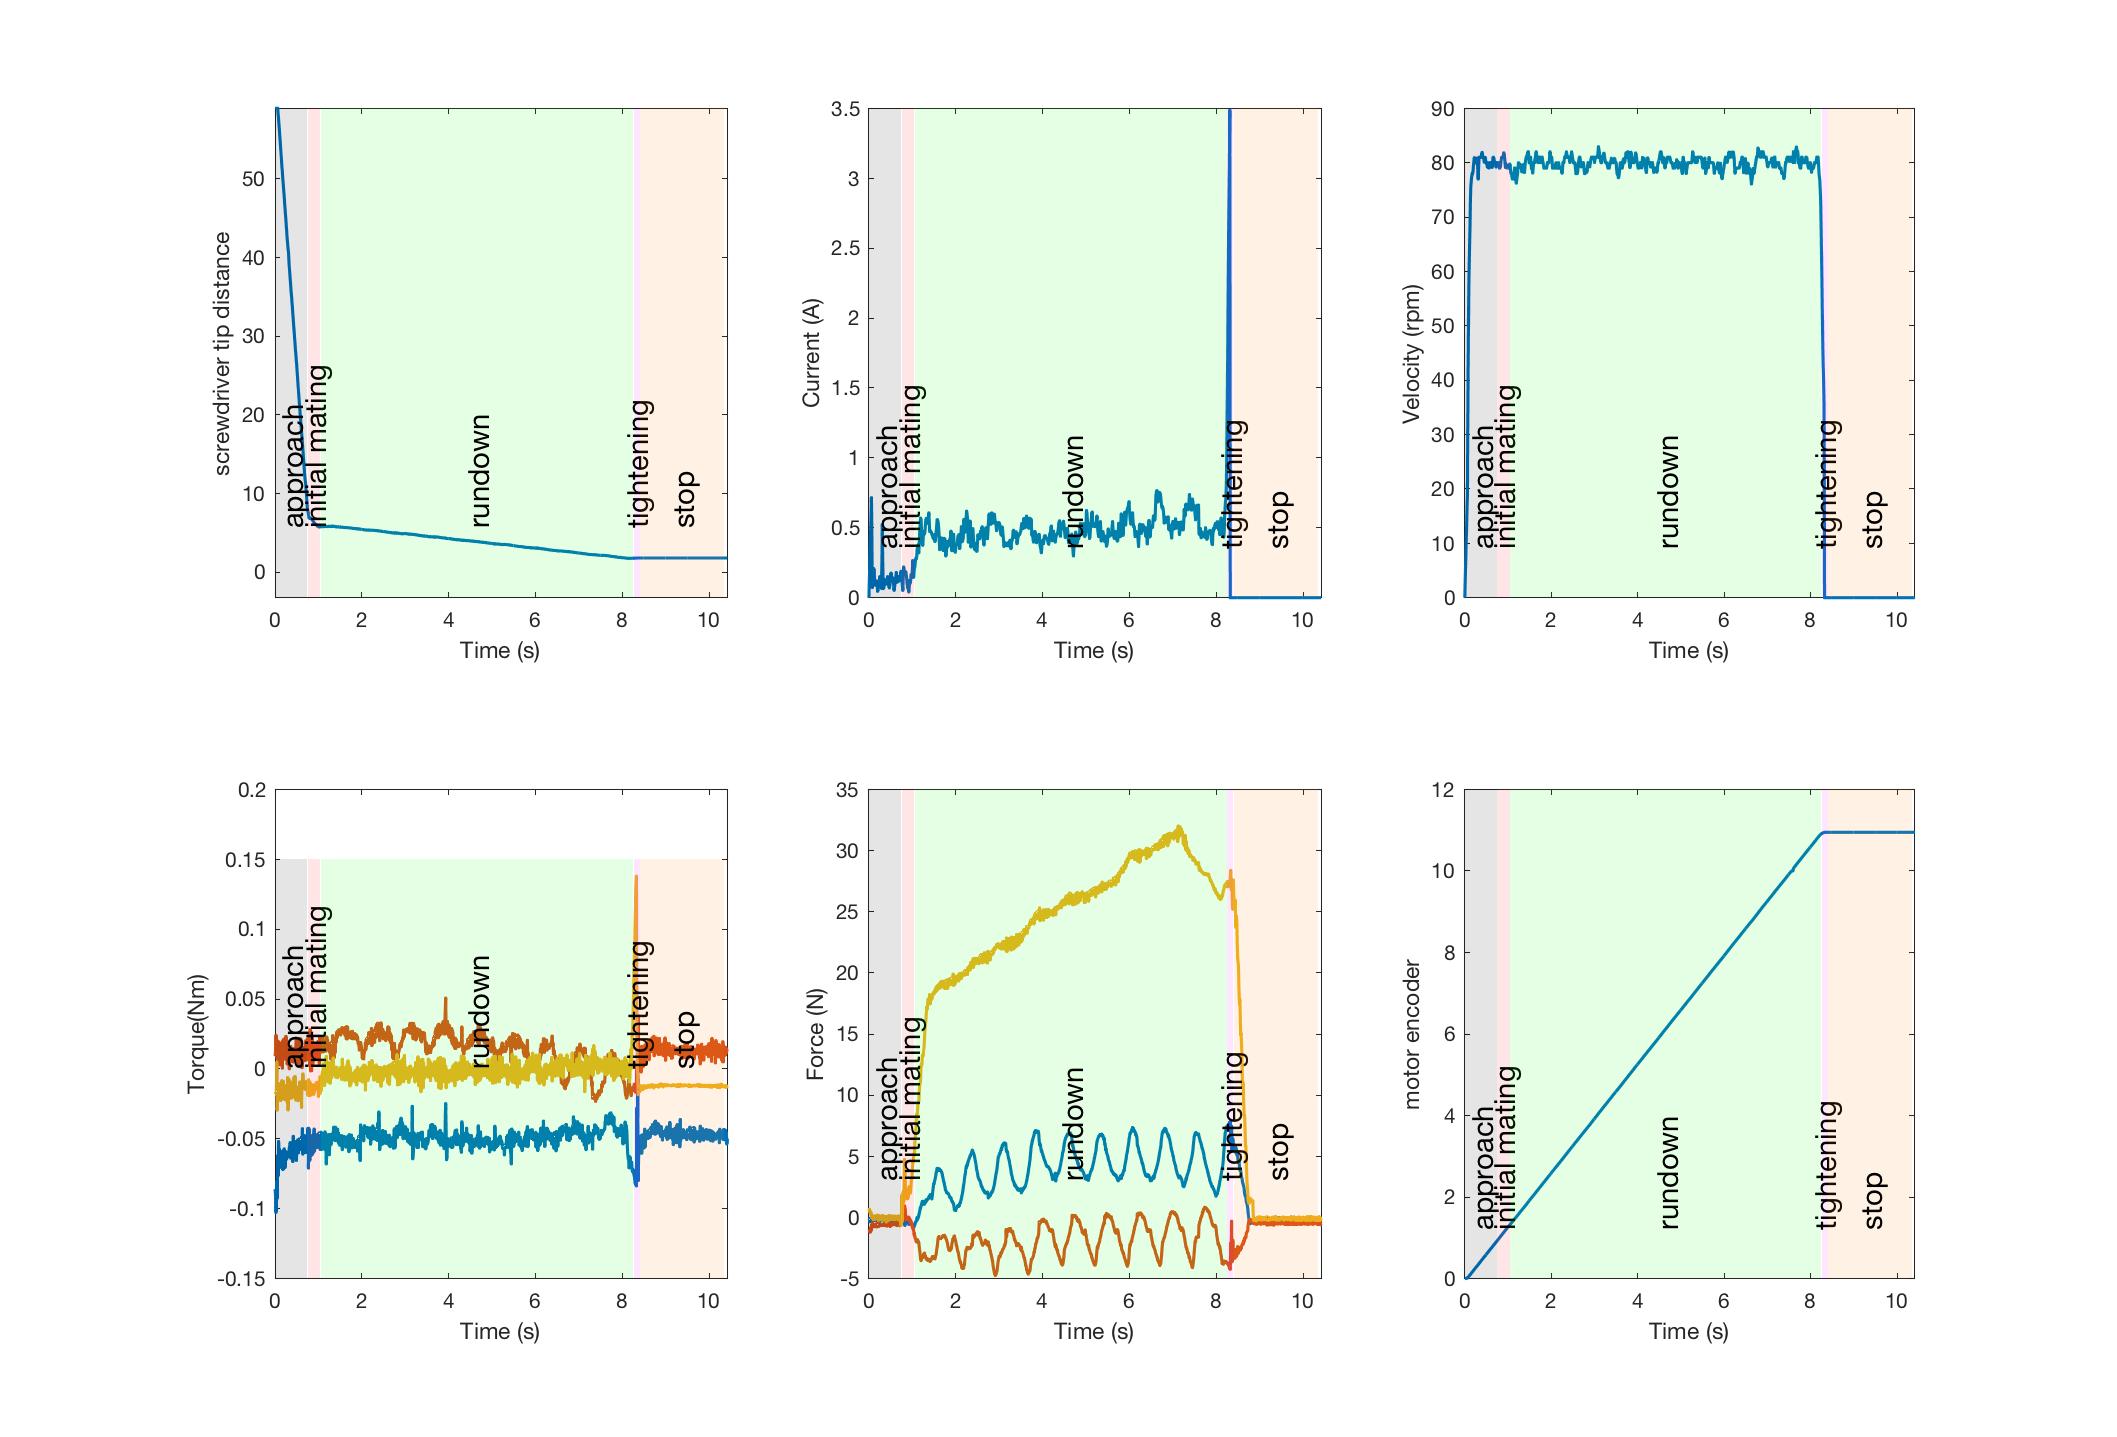 screwdriver tip distance
50
40
30
20
10
0
approach
initial mating
rundown
tightening
stop
0 2 4 6 8 10
Time (s)
Current (A)
3.5
3
2.5
2
1.5
1
0.5
0
approach
initial mating
rundown
tightening
stop
0 2 4 6 8 10
Time (s)
Velocity (rpm)
90
80
70
60
50
40
30
20
10
0
approach
initial mating
rundown
tightening
stop
0 2 4 6 8 10
Time (s)
Torque(Nm)
0.2
0.15
0.1
0.05
0
-0.05
-0.1
-0.15
approach
initial mating
rundown
tightening
stop
0 2 4 6 8 10
Time (s)
Force (N)
35
30
25
20
15
10
5
0
-5
approach
initial mating
rundown
tightening
stop
0 2 4 6 8 10
Time (s)
motor encoder
12
10
8
6
4
2
0
approach
initial mating
rundown
tightening
stop
0 2 4 6 8 10
Time (s)